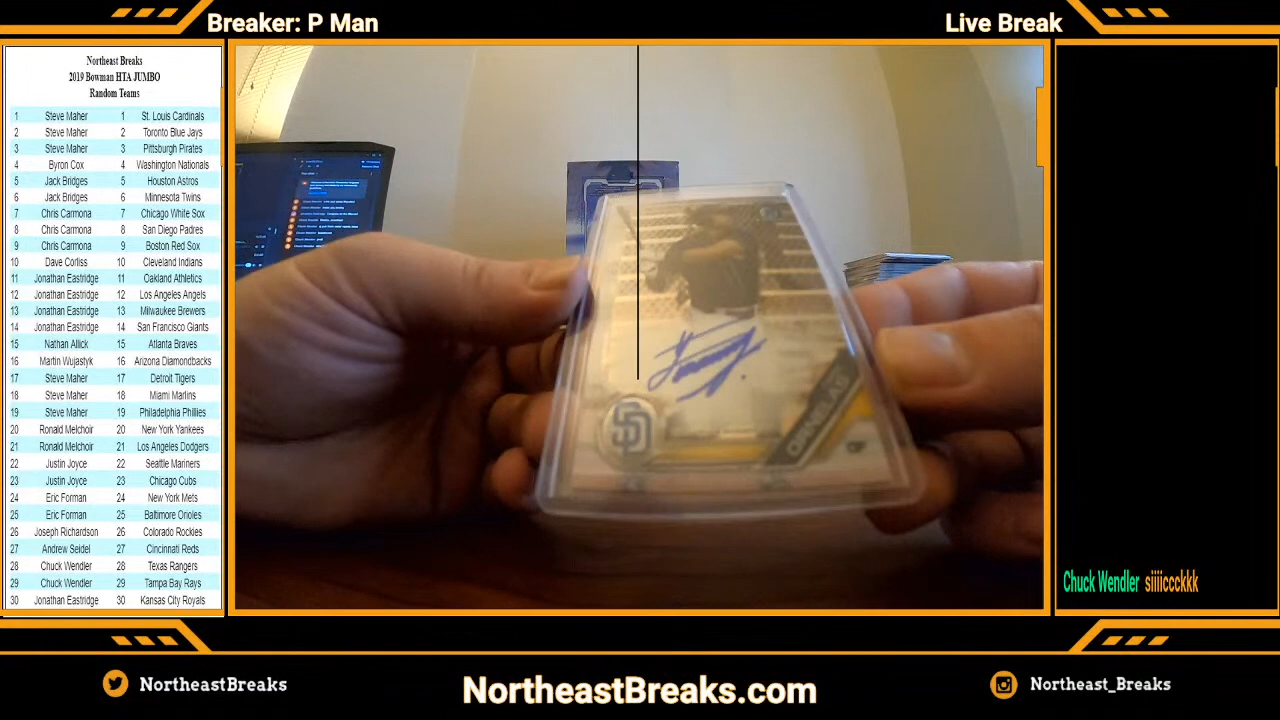 Breaker: P Man
Live Break
Northeast Breaks
2019 Bowman HTA JUMBO
Random Teams
1 Steve Maher 1 St. Louis Cardinals
2 Steve Maher 2 Toronto Blue Jays
3 Steve Maher 3 Pittsburgh Pirates
4 Byron Cox 4 Washington Nationals
5 Jack Bridges 5 Houston Astros
6 Jack Bridges 6 Minnesota Twins
7 Chris Carmona 7 Chicago White Sox
8 Chris Carmona 8 San Diego Padres
9 Chris Carmona 9 Boston Red Sox
10 Dave Corliss 10 Cleveland Indians
11 Jonathan Eastridge 11 Oakland Athletics
12 Jonathan Eastridge 12 Los Angeles Angels
13 Jonathan Eastridge 13 Milwaukee Brewers
14 Jonathan Eastridge 14 San Francisco Giants
15 Nathan Allick 15 Atlanta Braves
16 Martin Wujastyk 16 Arizona Diamondbacks
17 Steve Maher 17 Detroit Tigers
18 Steve Maher 18 Miami Marlins
19 Steve Maher 19 Philadelphia Phillies
20 Ronald Melchoir 20 New York Yankees
21 Ronald Melchoir 21 Los Angeles Dodgers
22 Justin Joyce 22 Seattle Mariners
23 Justin Joyce 23 Chicago Cubs
24 Eric Forman 24 New York Mets
25 Eric Forman 25 Baltimore Orioles
26 Joseph Richardson 26 Colorado Rockies
27 Andrew Seidel 27 Cincinnati Reds
28 Chuck Wendler 28 Texas Rangers
29 Chuck Wendler 29 Tampa Bay Rays
30 Jonathan Eastridge 30 Kansas City Royals
SD
ORNELAS
CF
Chuck Wendler siiiiccckkk
NortheastBreaks
NortheastBreaks.com
Northeast_Breaks